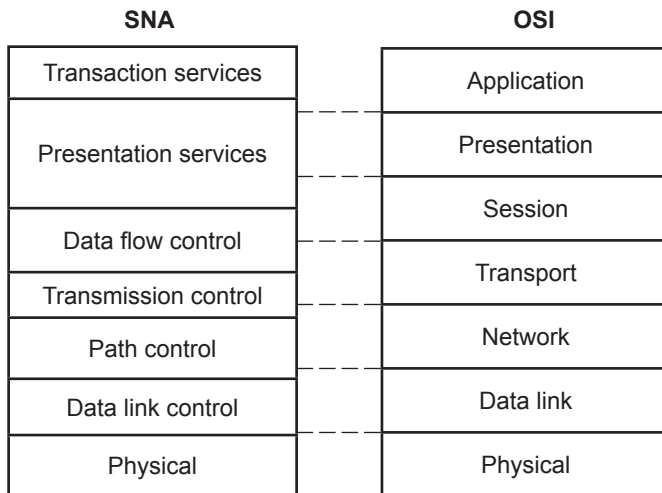 SNA
Transaction services
Presentation services
Data flow control
Transmission control
Path control
Data link control
Physical
OSI
Application
Presentation
Session
Transport
Network
Data link
Physical